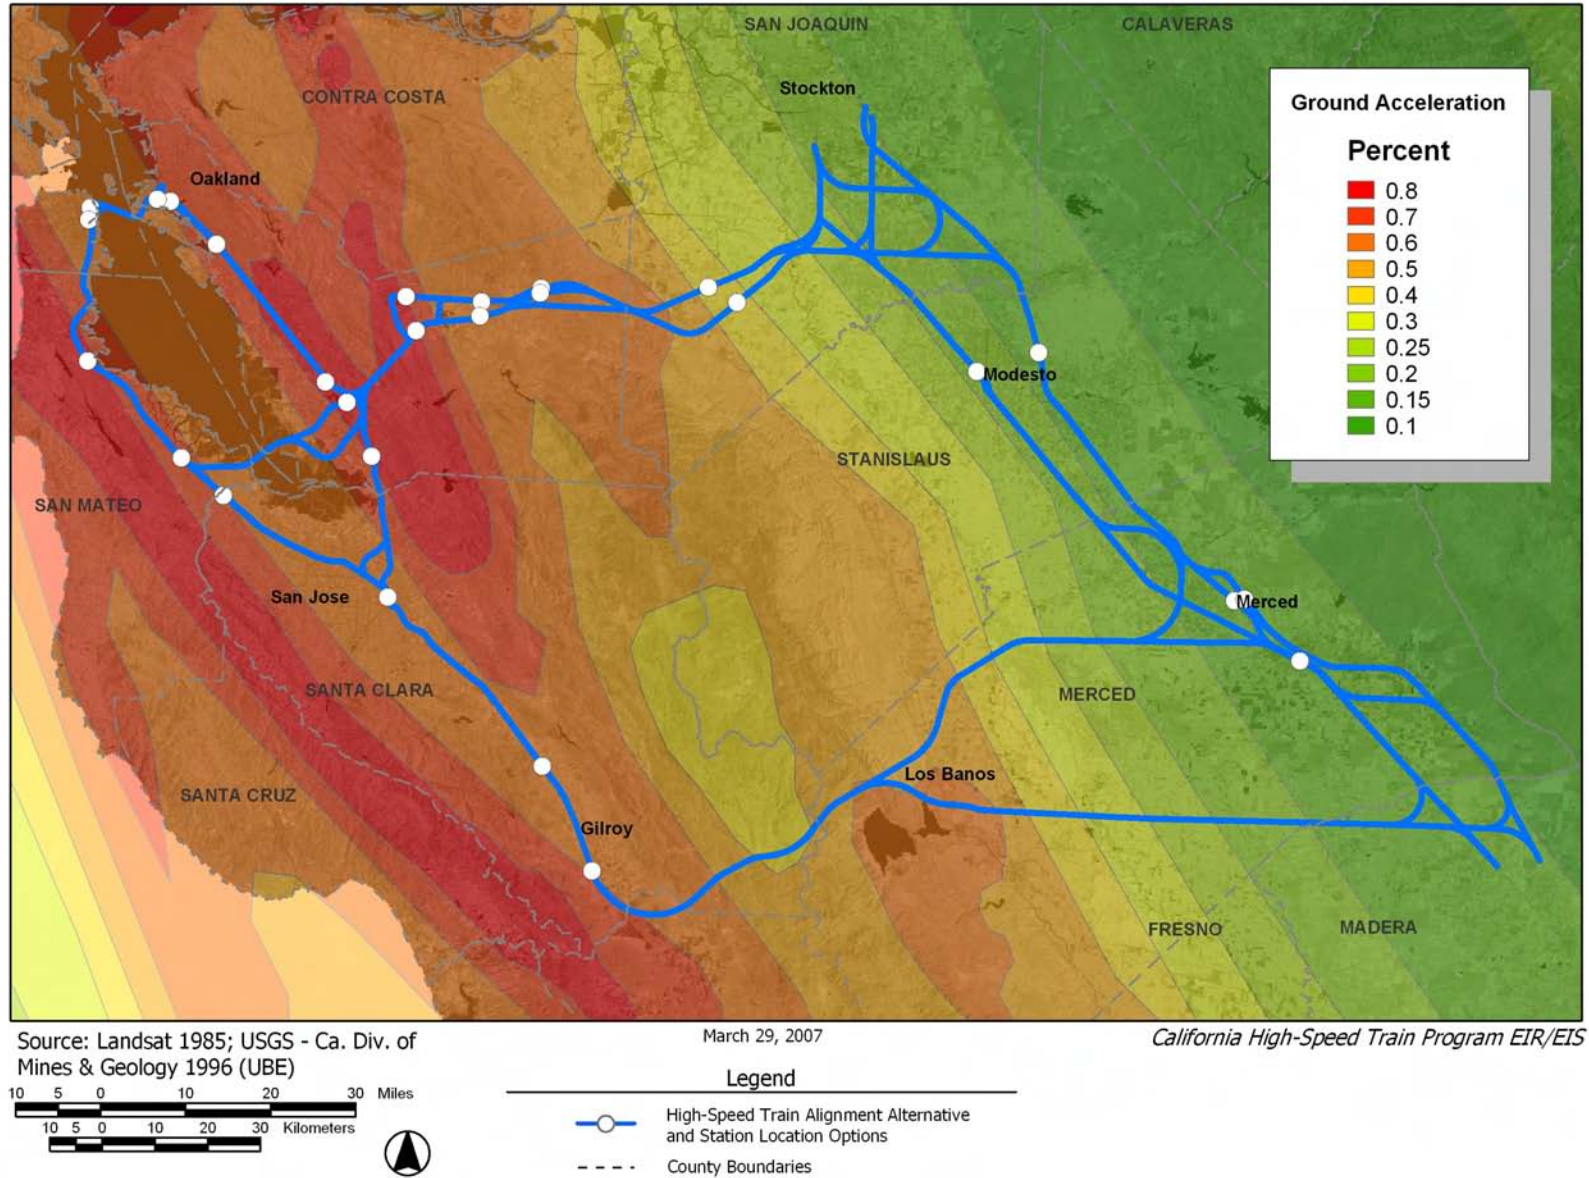 SAN JOAQUIN
CALAVERAS
Stockton
CONTRA COSTA
Oakland
Ground Acceleration
Percent
0.8
0.7
0.6
0.5
0.4
0.3
0.25
0.2
0.15
0.1
Modesto
STANISLAUS
SAN MATEO
San Jose
Merced
SANTA CLARA
MERCED
Los Banos
SANTA CRUZ
Gilroy
FRESNO
MADERA
Source: Landsat 1985; USGS - Ca. Div. of
Mines & Geology 1996 (UBE)
March 29, 2007
California High-Speed Train Program EIR/EIS
10 5 0 10 20 30 Miles
10 5 0 10 20 30 Kilometers
Legend
High-Speed Train Alignment Alternative
and Station Location Options
County Boundaries